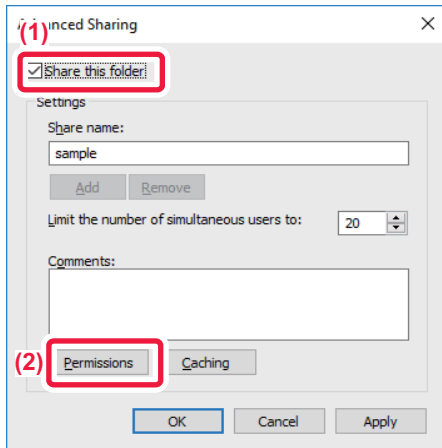 Advanced Sharing
(1)
Share this folder
Settings
Share name:
sample
Add Remove
Limit the number of simultaneous users to: 20
Comments:
(2) Permissions Caching
OK Cancel Apply